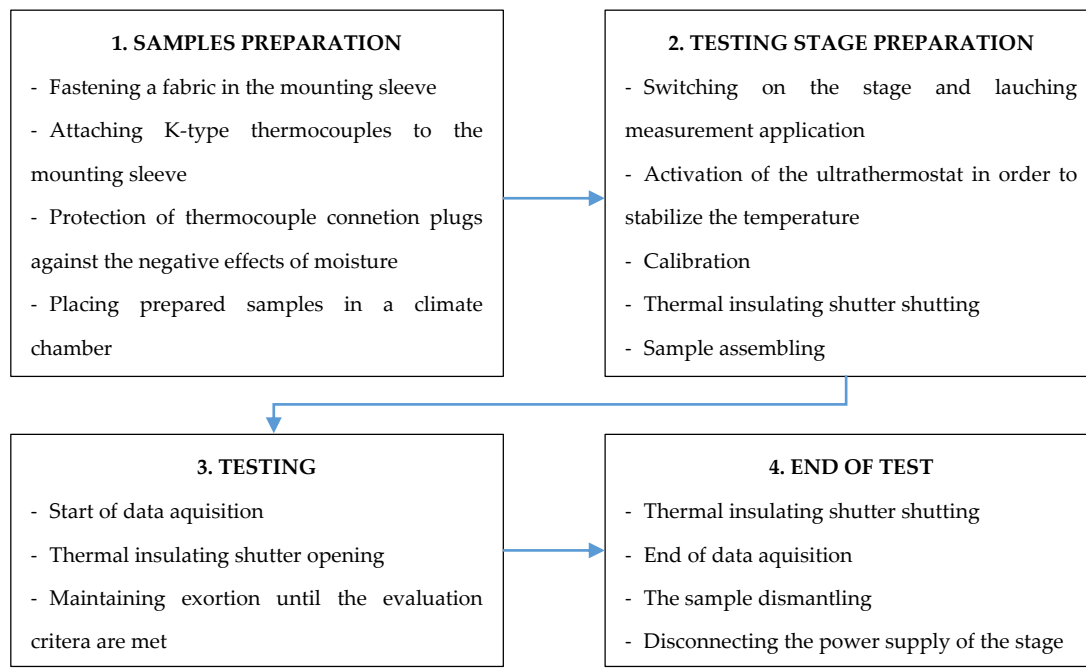 1. SAMPLES PREPARATION
- Fastening a fabric in the mounting sleeve
- Attaching K-type thermocouples to the
mounting sleeve
- Protection of thermocouple connetion plugs
against the negative effects of moisture
- Placing prepared samples in a climate
chamber
2. TESTING STAGE PREPARATION
- Switching on the stage and lauching
measurement application
- Activation of the ultrathermostat in order to
stabilize the temperature
- Calibration
- Thermal insulating shutter shutting
- Sample assembling
3. TESTING
- Start of data aquisition
- Thermal insulating shutter opening
- Maintaining exortion until the evaluation
critera are met
4. END OF TEST
- Thermal insulating shutter shutting
- End of data aquisition
- The sample dismantling
- Disconnecting the power supply of the stage